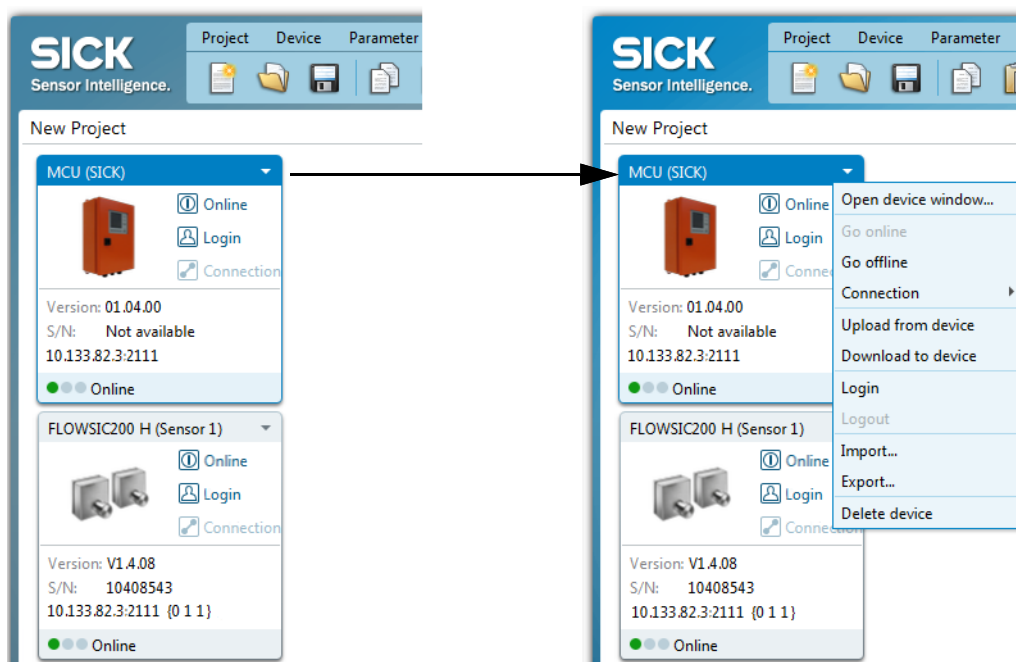 SICK
Sensor Intelligence.
Project Device Parameter
New Project
MCU (SICK)
Online
Login
Connection
Version: 01.04.00
S/N: Not available
10.133.82.3:2111
Online
FLOWSIC200 H (Sensor 1)
Online
Login
Connection
Version: V1.4.08
S/N: 10408543
10.133.82.3:2111 {0 1 1}
Online
SICK
Sensor Intelligence.
Project Device Parameter
New Project
MCU (SICK)
Online
Login
Connec
Version: 01.04.00
S/N: Not available
10.133.82.3:2111
Online
Open device window...
Go online
Go offline
Connection
Upload from device
Download to device
Login
Logout
Import...
Export...
Delete device
FLOWSIC200 H (Sensor 1)
Online
Login
Version: V1.4.08
S/N: 10408543
10.133.82.3:2111 {0 1 1}
Online